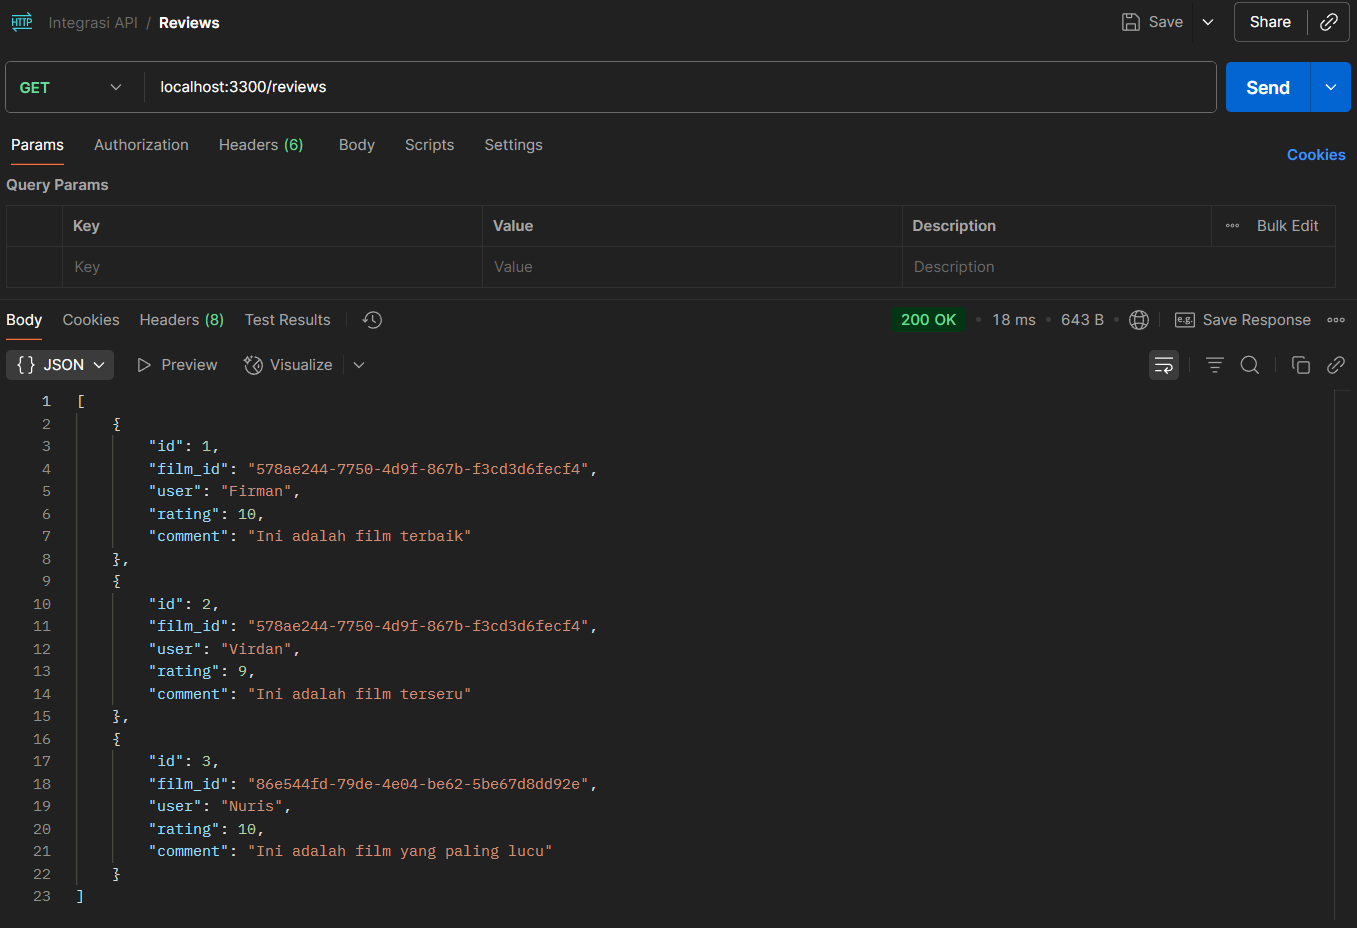 HTTP Integrasi API / Reviews Save Share
GET localhost:3300/reviews Send
Params Authorization Headers (6) Body Scripts Settings Cookies
Query Params
Key Value Description Bulk Edit
Key Value Description
Body Cookies Headers (8) Test Results 200 OK • 18 ms • 643 B • e.g. Save Response
{} JSON Preview Visualize
1 [
2 {
3 "id": 1,
4 "film_id": "578ae244-7750-4d9f-867b-f3cd3d6fecf4",
5 "user": "Firman",
6 "rating": 10,
7 "comment": "Ini adalah film terbaik"
8 },
9 {
10 "id": 2,
11 "film_id": "578ae244-7750-4d9f-867b-f3cd3d6fecf4",
12 "user": "Virdan",
13 "rating": 9,
14 "comment": "Ini adalah film terseru"
15 },
16 {
17 "id": 3,
18 "film_id": "86e544fd-79de-4e04-be62-5be67d8dd92e",
19 "user": "Nuris",
20 "rating": 10,
21 "comment": "Ini adalah film yang paling lucu"
22 }
23 ]